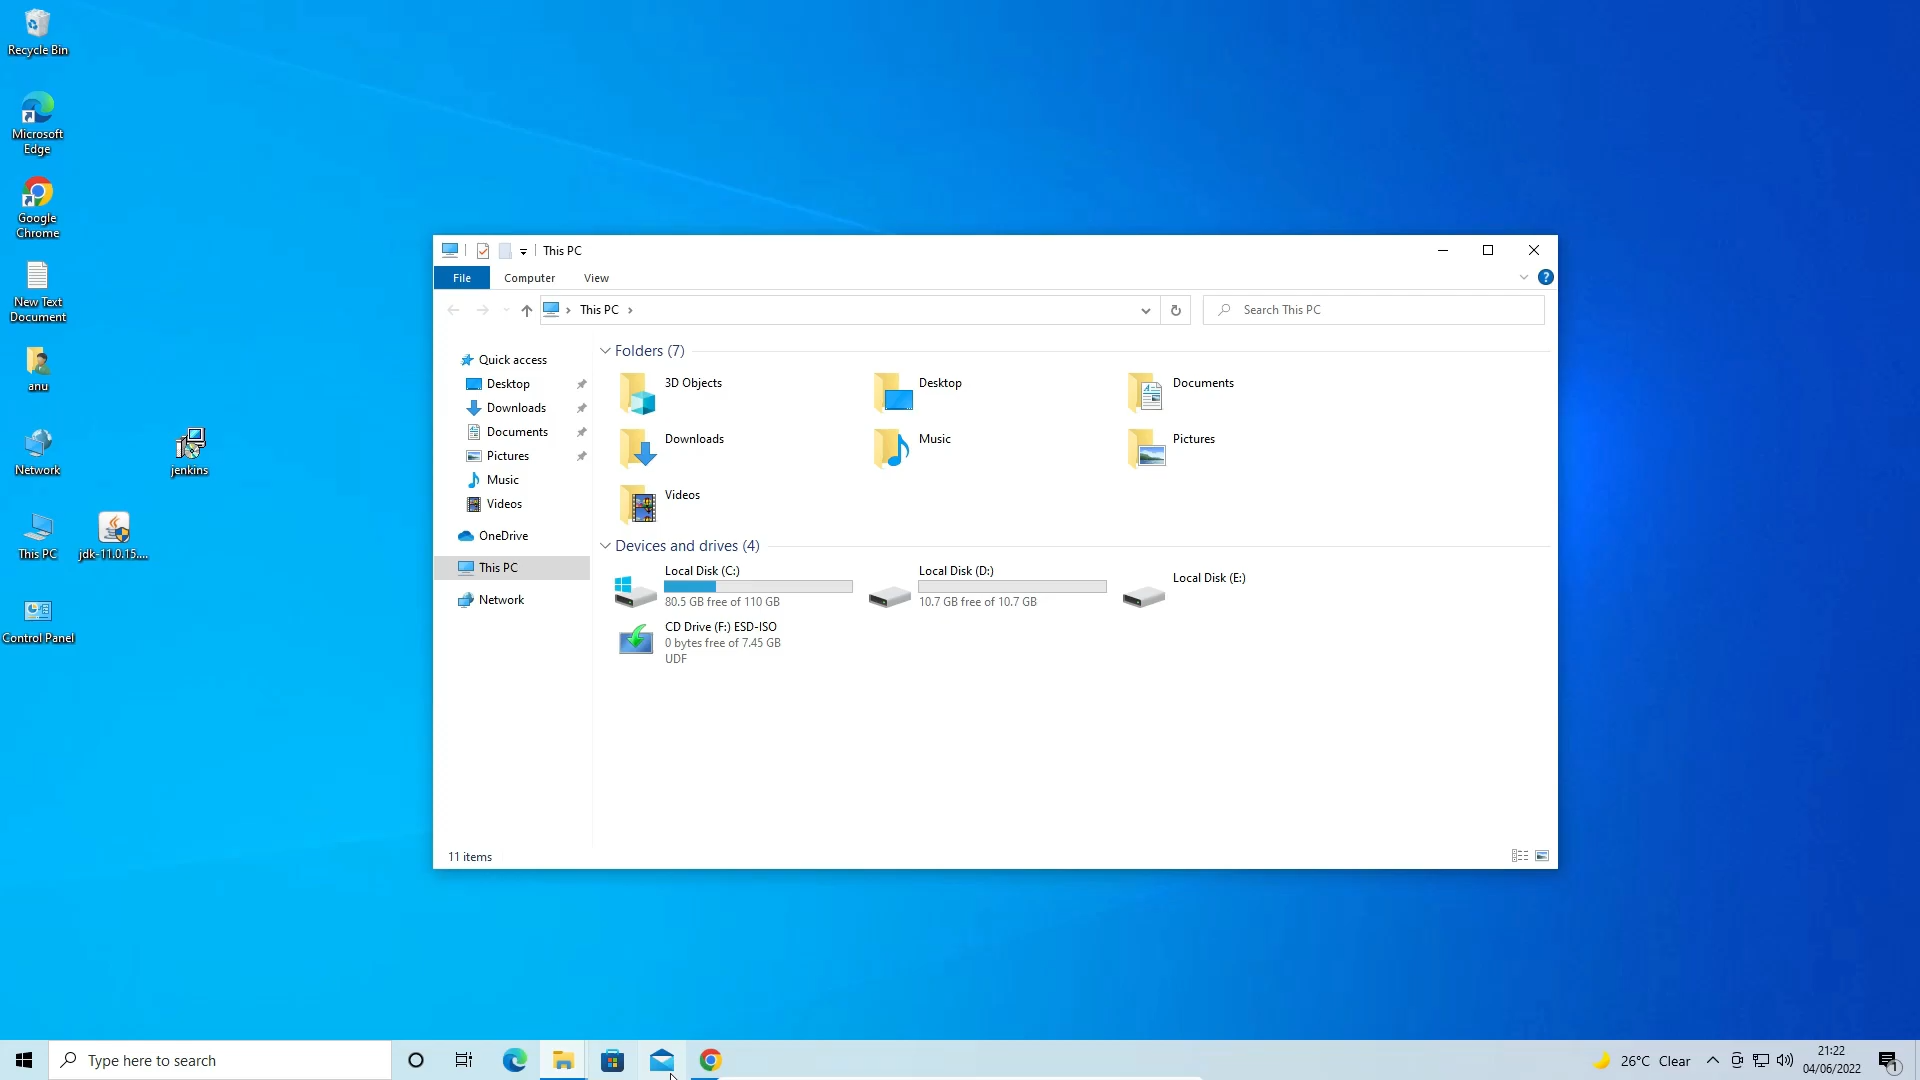 Recycle Bin
Microsoft
Edge
Google
Chrome
New Text
Document
anu
Network
jenkins
This PC
jdk-11.0.15....
Control Panel
This PC
File
Computer
View
This PC
Search This PC
Quick access
Desktop
Downloads
Documents
Pictures
Music
Videos
OneDrive
This PC
Network
Folders (7)
3D Objects
Desktop
Documents
Downloads
Music
Pictures
Videos
Devices and drives (4)
Local Disk (C:)
80.5 GB free of 110 GB
Local Disk (D:)
10.7 GB free of 10.7 GB
Local Disk (E:)
CD Drive (F:) ESD-ISO
0 bytes free of 7.45 GB
UDF
11 items
Type here to search
26°C Clear
21:22
04/06/2022
1